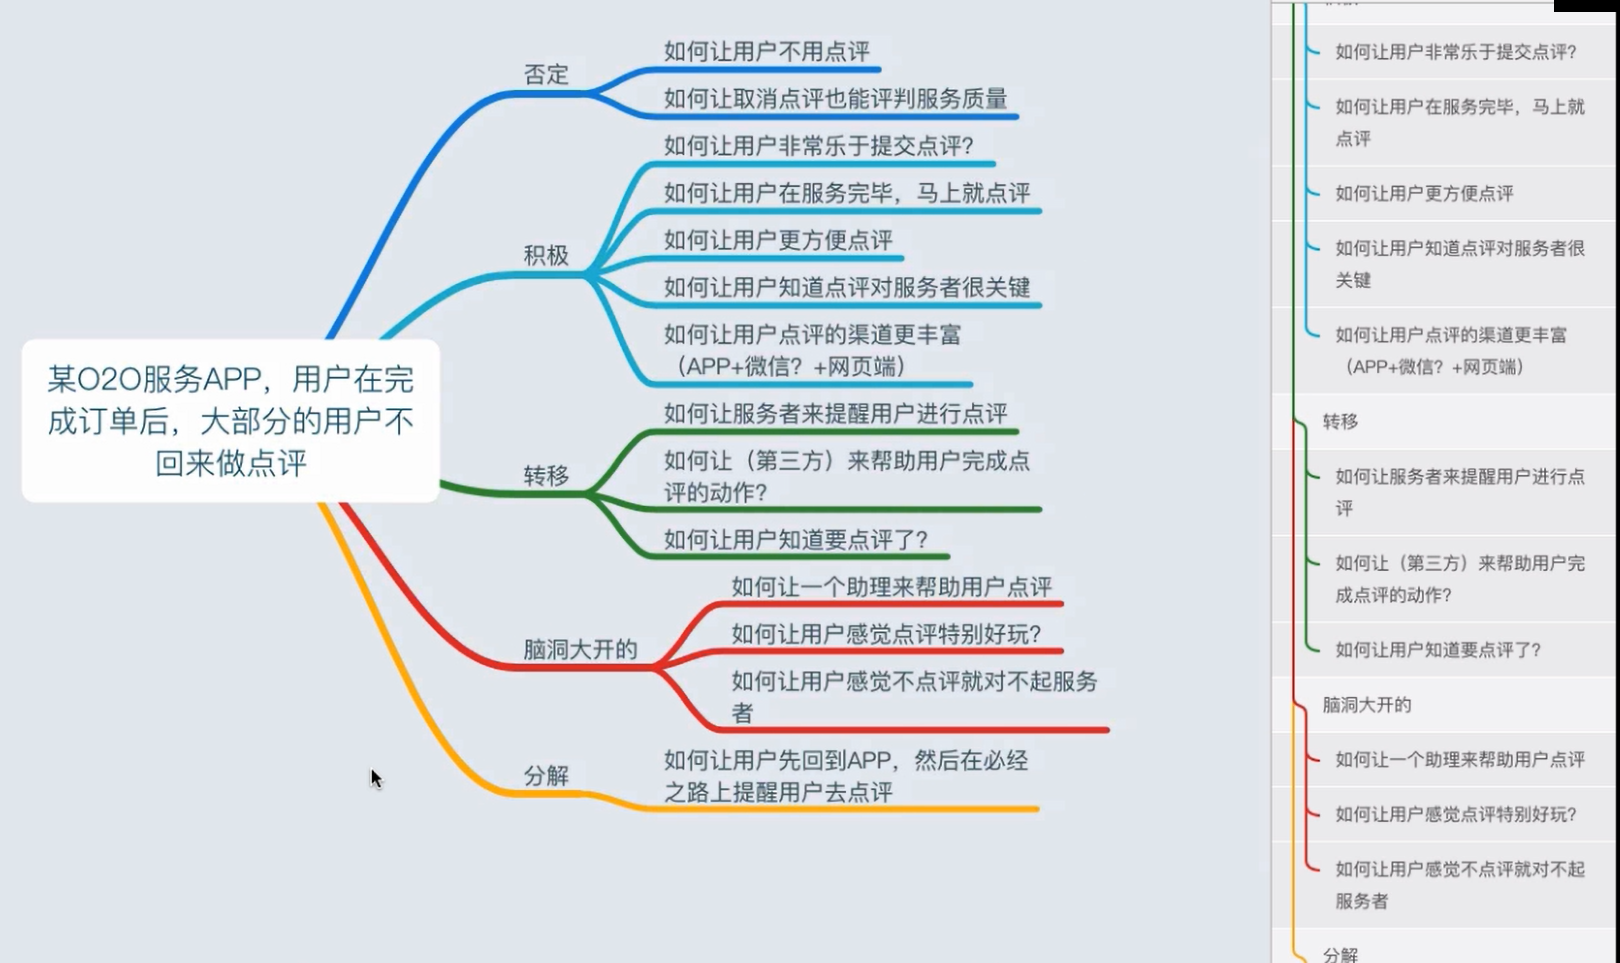 如何让用户不用点评
否定
如何让取消点评也能评判服务质量
如何让用户非常乐于提交点评?
如何让用户在服务完毕，马上就点评
积极
如何让用户更方便点评
如何让用户知道点评对服务者很关键
如何让用户点评的渠道更丰富
（APP+微信？+网页端）
某O2O服务APP，用户在完
成订单后，大部分的用户不
回来做点评
如何让服务者来提醒用户进行点评
转移
如何让（第三方）来帮助用户完成点
评的动作?
如何让用户知道要点评了?
如何让一个助理来帮助用户点评
脑洞大开的
如何让用户感觉点评特别好玩?
如何让用户感觉不点评就对不起服务
者
分解
如何让用户先回到APP，然后在必经
之路上提醒用户去点评
如何让用户非常乐于提交点评?
如何让用户在服务完毕，马上就
点评
如何让用户更方便点评
如何让用户知道点评对服务者很
关键
如何让用户点评的渠道更丰富
（APP+微信？+网页端）
转移
如何让服务者来提醒用户进行点
评
如何让（第三方）来帮助用户完
成点评的动作?
如何让用户知道要点评了?
脑洞大开的
如何让一个助理来帮助用户点评
如何让用户感觉点评特别好玩?
如何让用户感觉不点评就对不起
服务者
分解